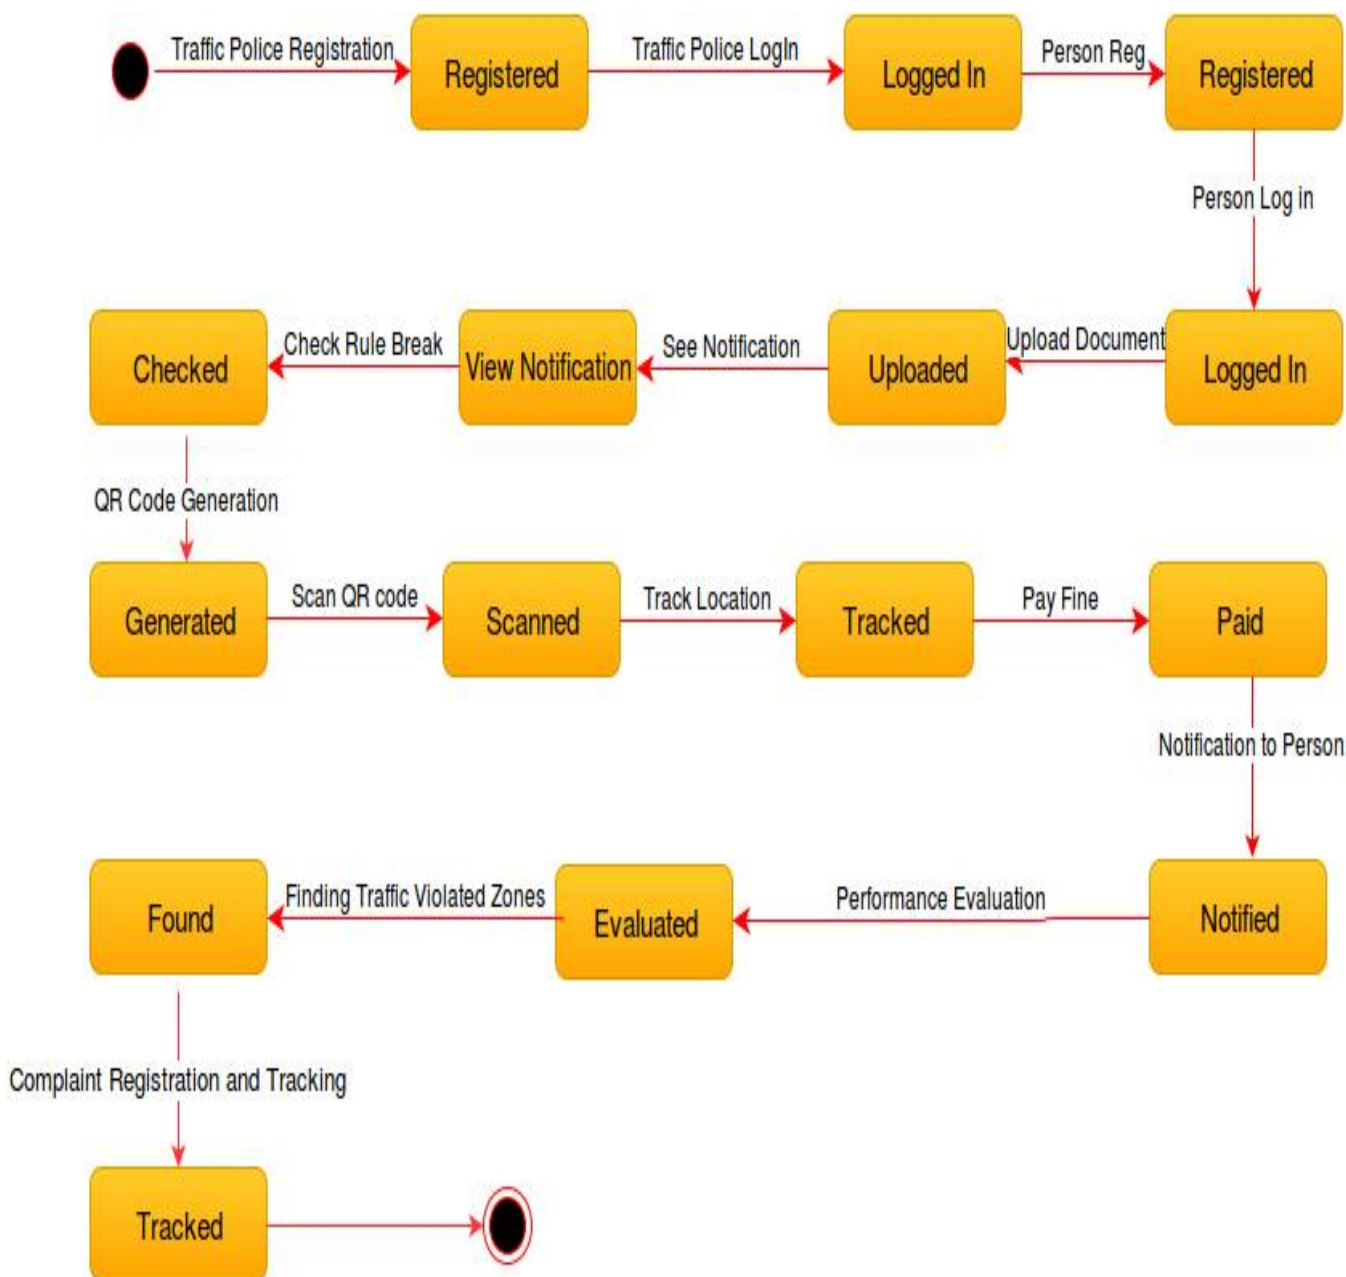 Traffic Police Registration
Registered
Traffic Police LogIn
Logged In
Person Reg
Registered
Person Log in
Logged In
Upload Document
Uploaded
See Notification
View Notification
Check Rule Break
Checked
QR Code Generation
Generated
Scan QR code
Scanned
Track Location
Tracked
Pay Fine
Paid
Notification to Person
Notified
Performance Evaluation
Evaluated
Finding Traffic Violated Zones
Found
Complaint Registration and Tracking
Tracked